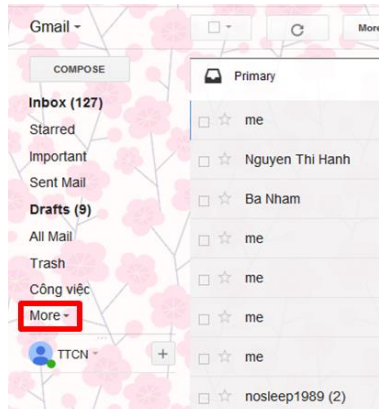 Gmail
More
COMPOSE
Primary
Inbox (127)
me
Starred
Important
Nguyen Thi Hanh
Sent Mail
Ba Nham
Drafts (9)
All Mail
me
Trash
me
Công việc
More
me
TTCN
me
nosleep1989 (2)